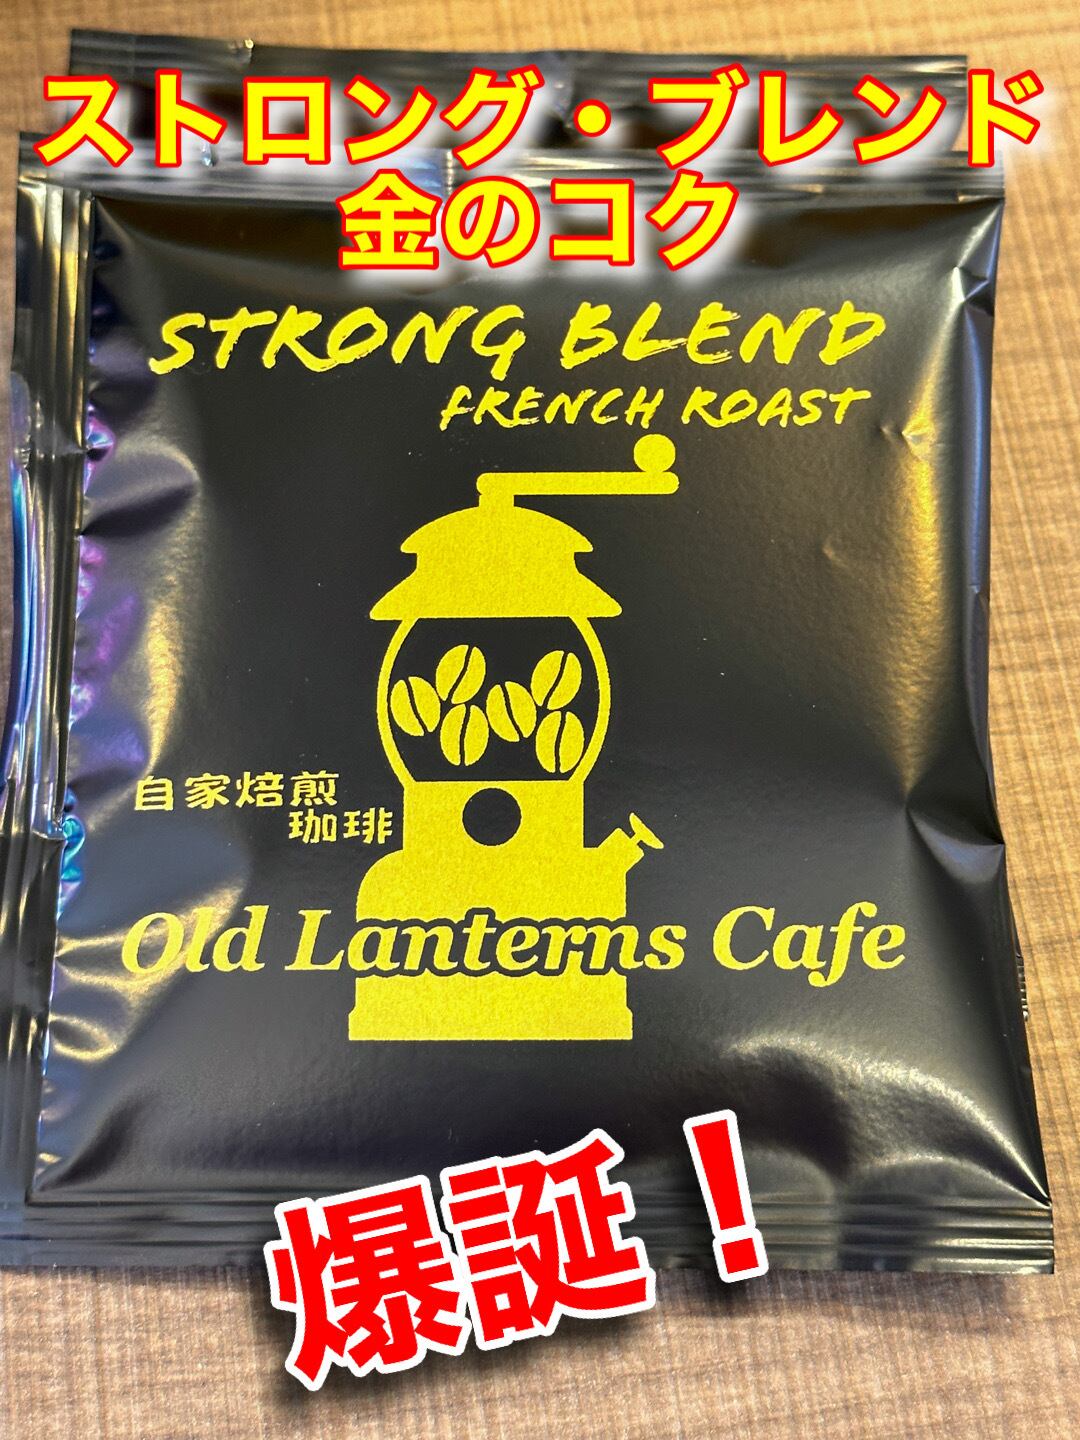 ストロング・ブレンド
金のコク
STRONG BLEND
FRENCH ROAST
自家焙煎
珈琲
Old Lanterns Cafe
爆誕！